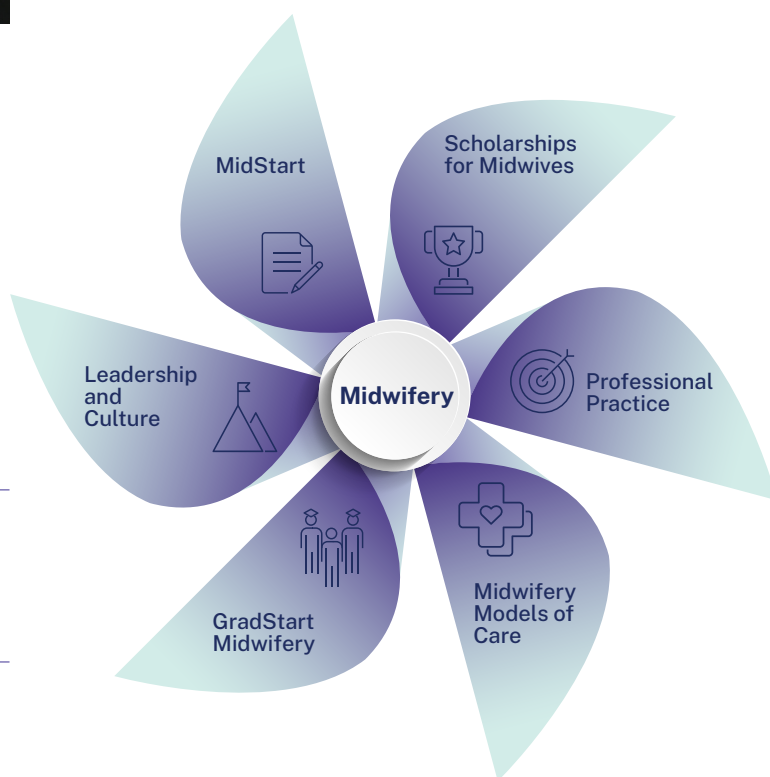 MidStart
Scholarships
for Midwives
Leadership
and
Culture
Midwifery
Professional
Practice
GradStart
Midwifery
Midwifery
Models of
Care